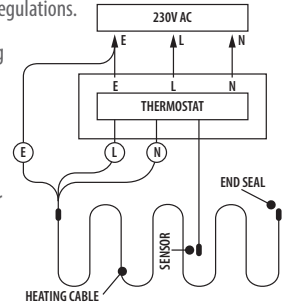 egulations.
g
r.
230V AC
E L N
E L N
THERMOSTAT
E L N
END SEAL
SENSOR
HEATING CABLE